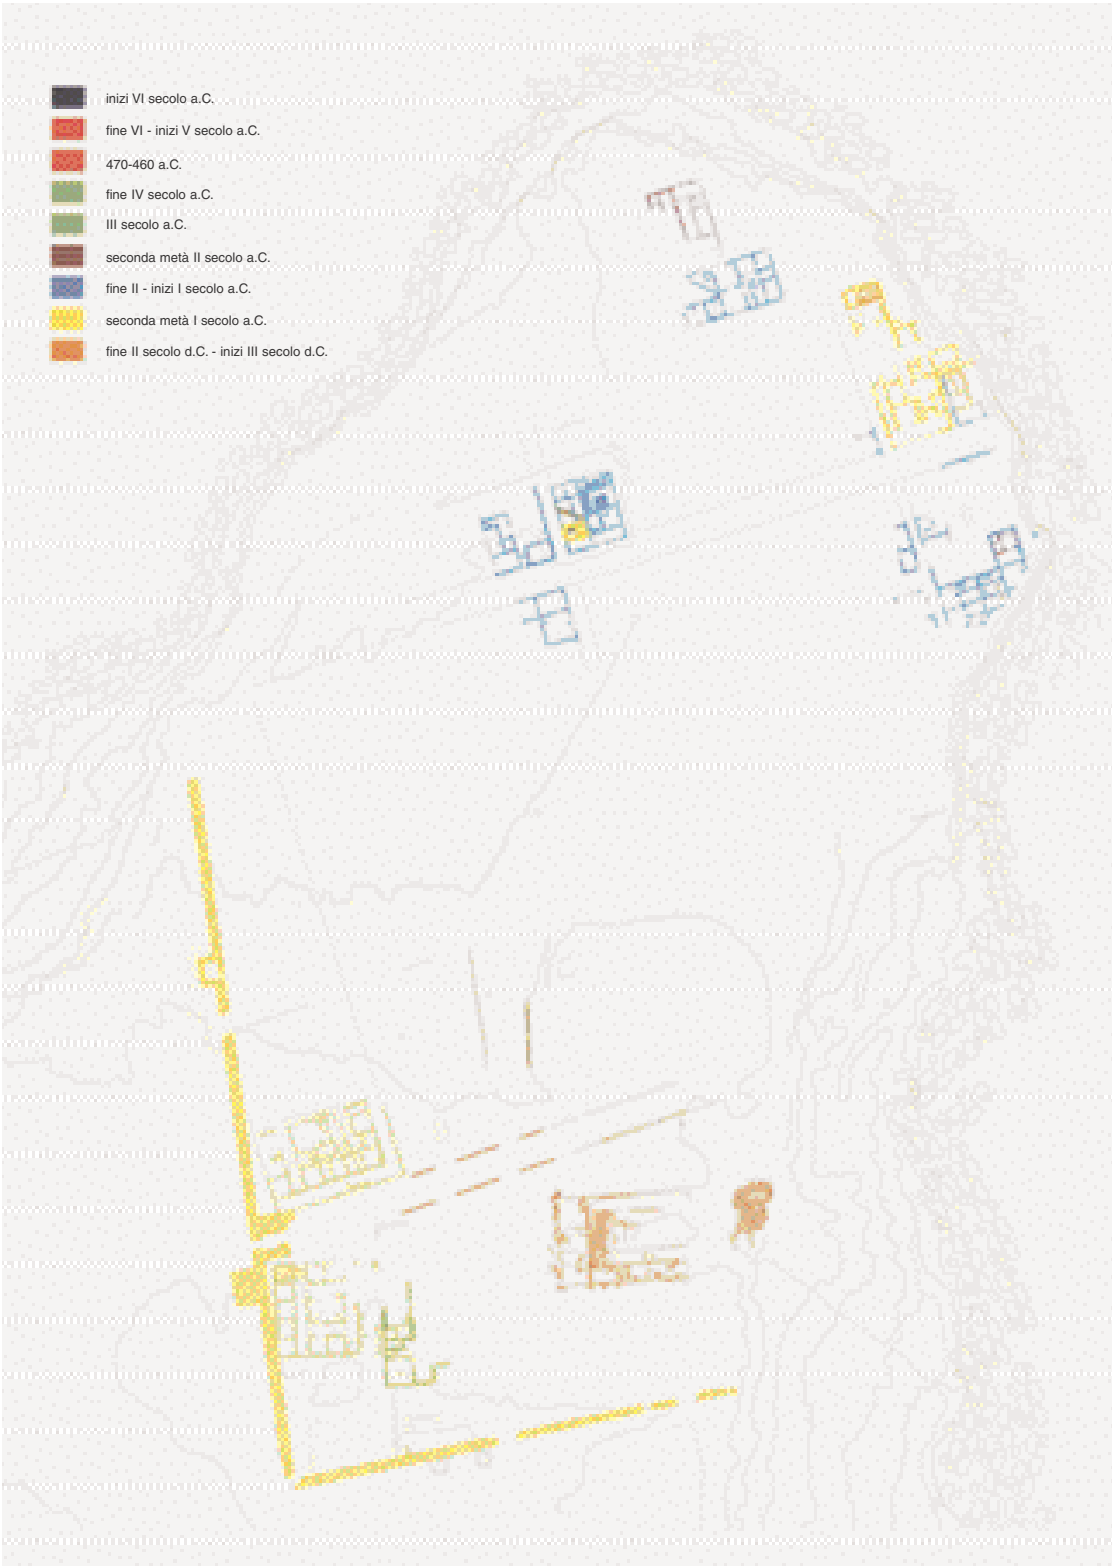 inizi VI secolo a.C.
fine VI - inizi V secolo a.C.
470-460 a.C.
fine IV secolo a.C.
III secolo a.C.
seconda metà II secolo a.C.
fine II - inizi I secolo a.C.
seconda metà I secolo a.C.
fine II secolo d.C. - inizi III secolo d.C.